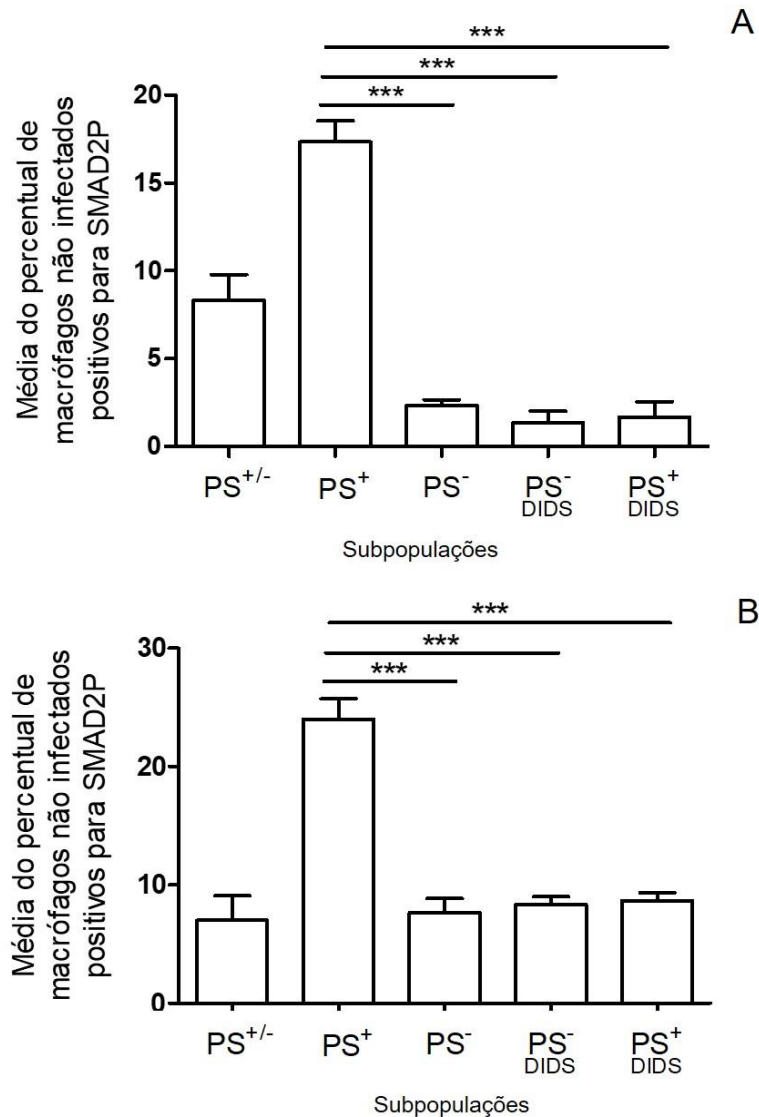 A
***
***
***
Média do percentual de
macrófagos não infectados
positivos para SMAD2P
20
15
10
5
0
PS+/- PS+ PS- PS- PS+
DIDS DIDS
Subpopulações
B
***
***
***
Média do percentual de
macrófagos não infectados
positivos para SMAD2P
30
20
10
0
PS+/- PS+ PS- PS- PS+
DIDS DIDS
Subpopulações